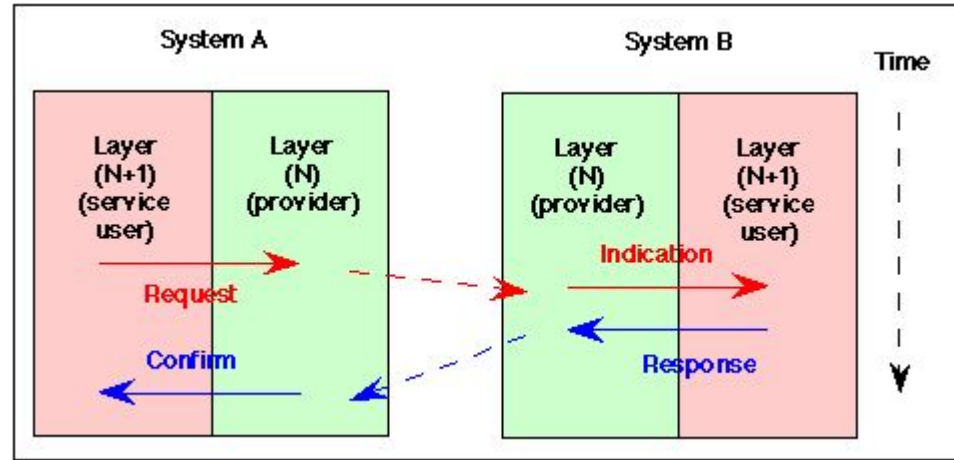 System A
System B
Time
Layer
(N+1)
(service
user)
Layer
(N)
(provider)
Layer
(N)
(provider)
Layer
(N+1)
(service
user)
Request
Indication
Confirm
Response